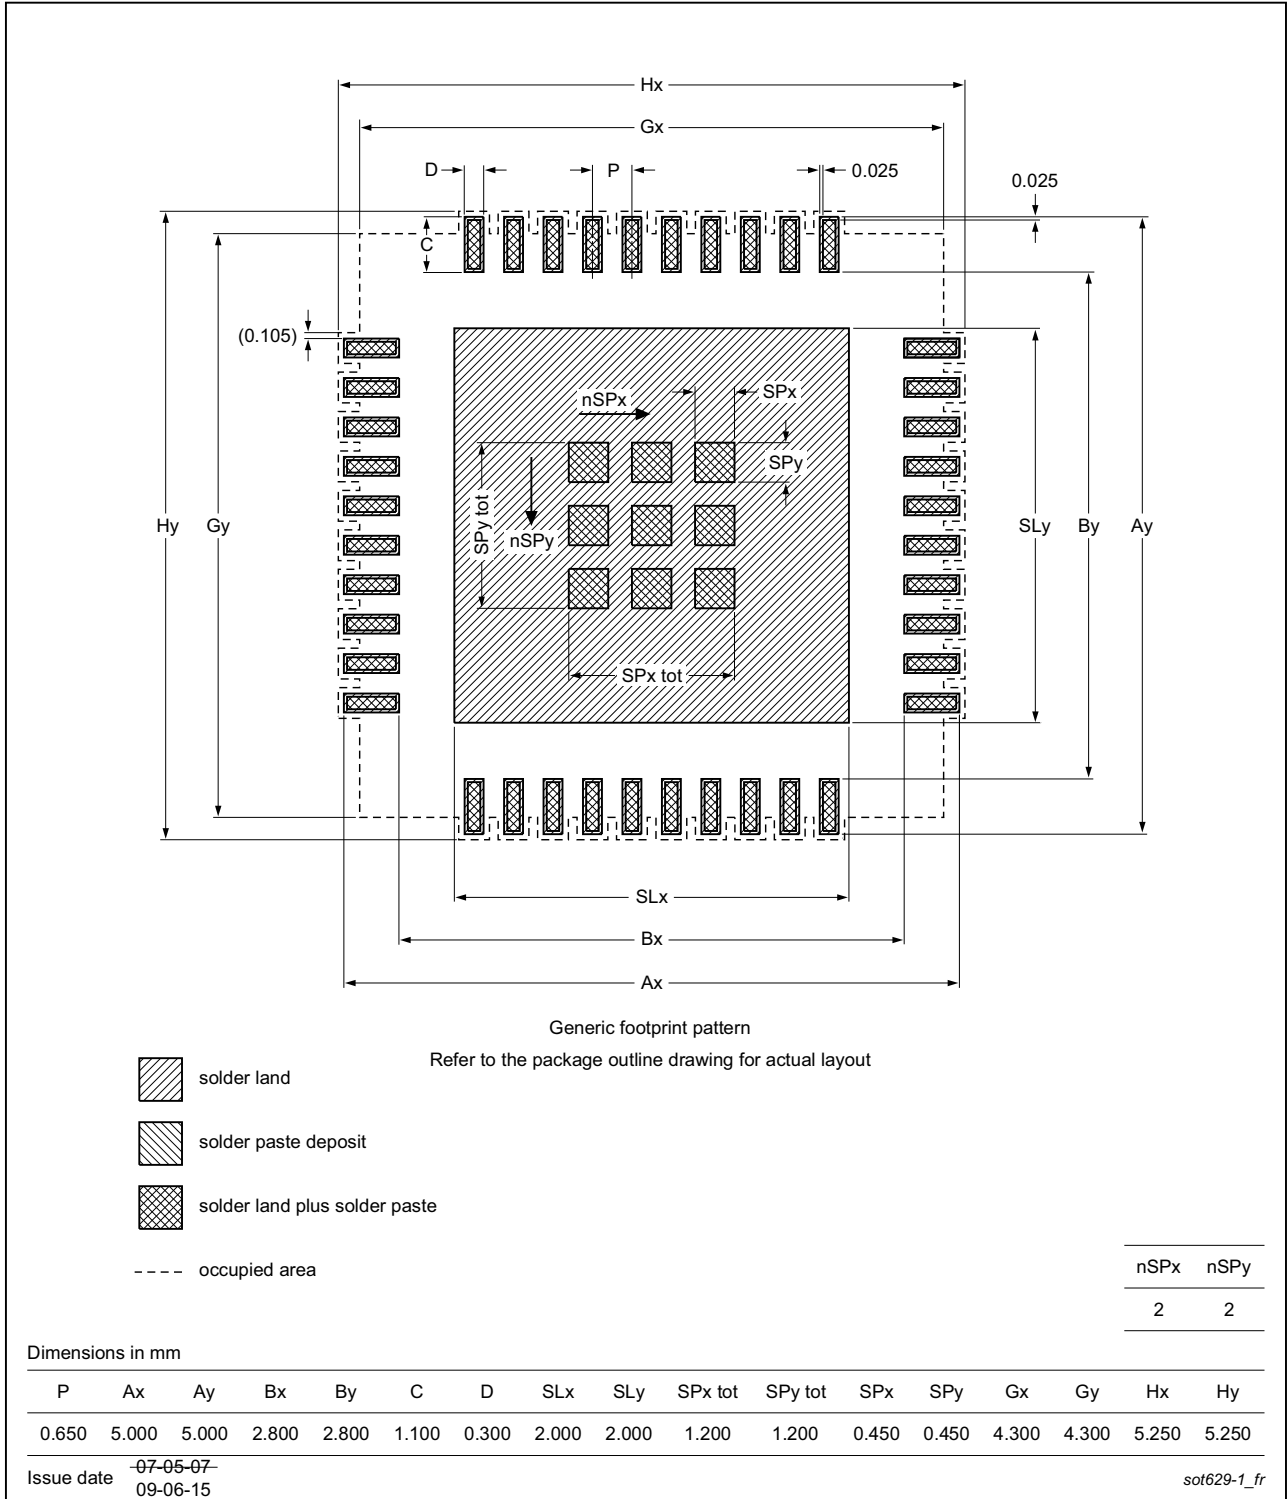 Hx
Gx
D
P
0.025
0.025
C
(0.105)
nSPx
SPx
SPy
SPy tot
nSPy
Hy
Gy
SLy
By
Ay
SPx tot
SLx
Bx
Ax
Generic footprint pattern
Refer to the package outline drawing for actual layout
solder land
solder paste deposit
solder land plus solder paste
occupied area
nSPx nSPy
2 2
Dimensions in mm
P Ax Ay Bx By C D SLx SLy SPx tot SPy tot SPx SPy Gx Gy Hx Hy
0.650 5.000 5.000 2.800 2.800 1.100 0.300 2.000 2.000 1.200 1.200 0.450 0.450 4.300 4.300 5.250 5.250
Issue date 07-05-07
09-06-15
sot629-1_fr